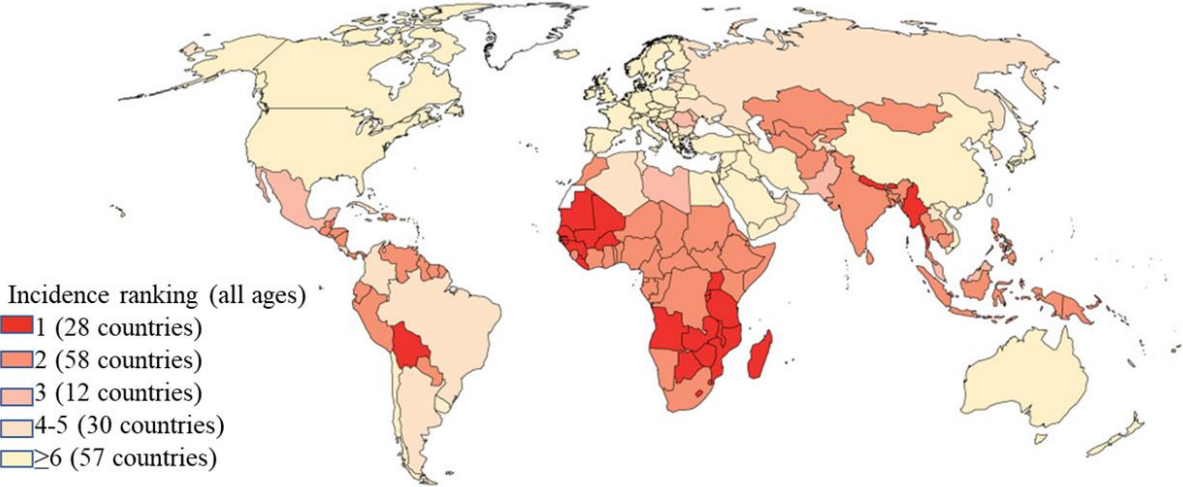 Incidence ranking (all ages)
1 (28 countries)
2 (58 countries)
3 (12 countries)
4-5 (30 countries)
≥6 (57 countries)